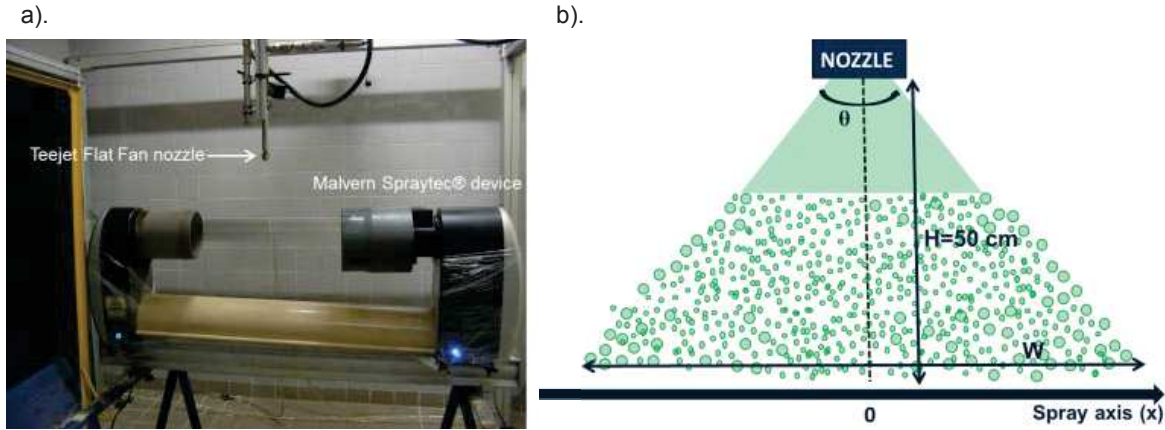 a).
b).
Teejet Flat Fan nozzle
Malvern Spraytec® device
NOZZLE
θ
H=50 cm
W
0
Spray axis (x)